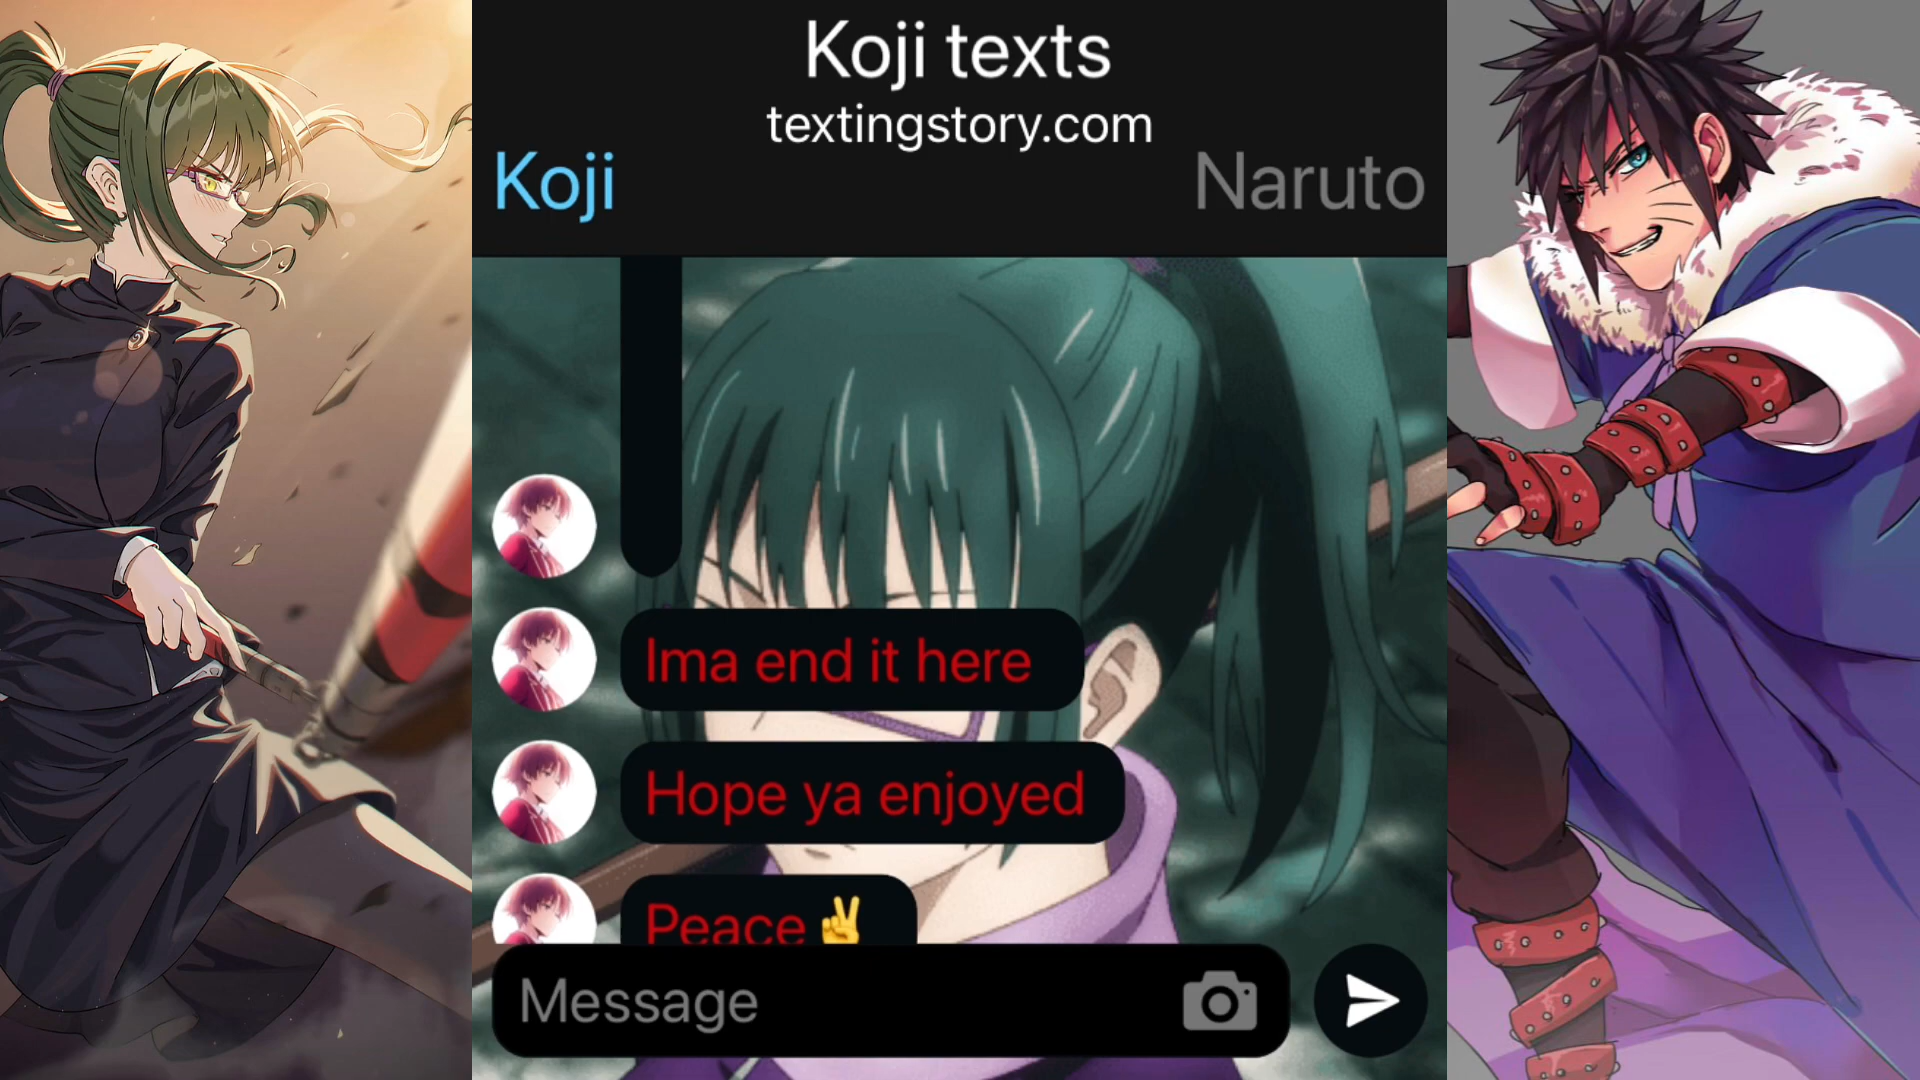 Koji texts
textingstory.com
Koji
Naruto
Ima end it here
Hope ya enjoyed
Peace ✌️
Message